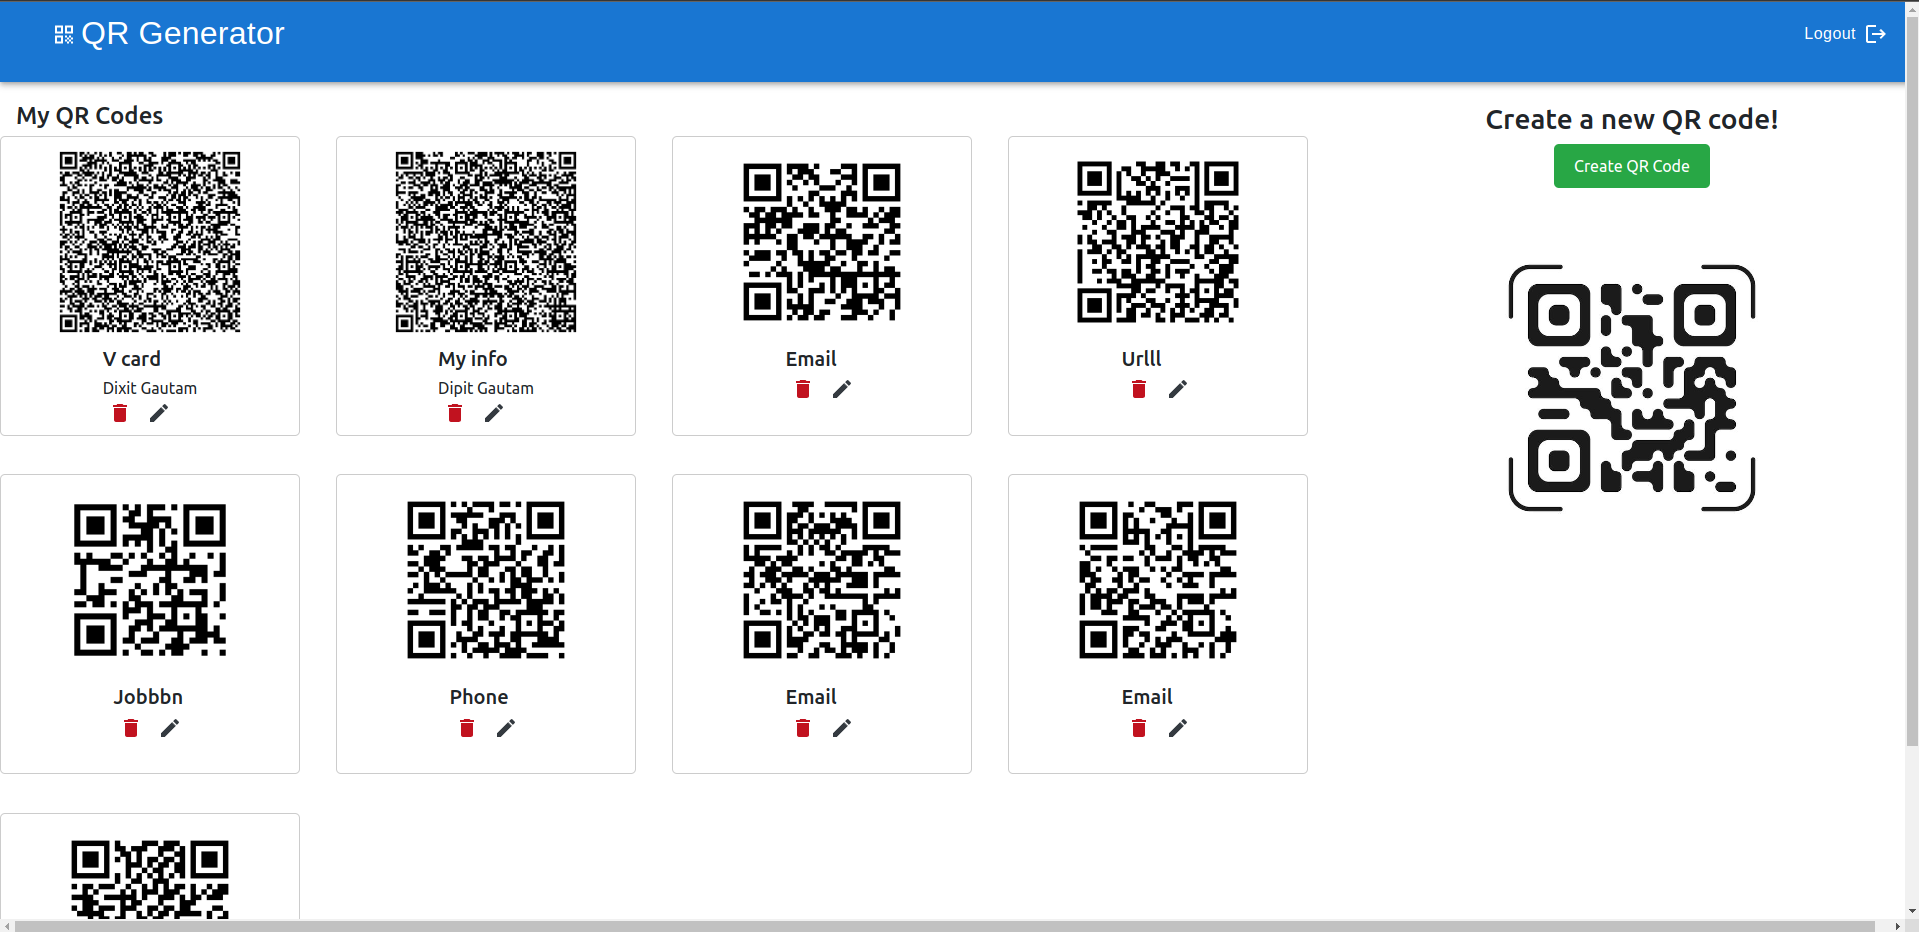 QR Generator
Logout
My QR Codes
Create a new QR code!
Create QR Code
V card
Dixit Gautam
My info
Dipit Gautam
Email
Urlll
Jobbbn
Phone
Email
Email